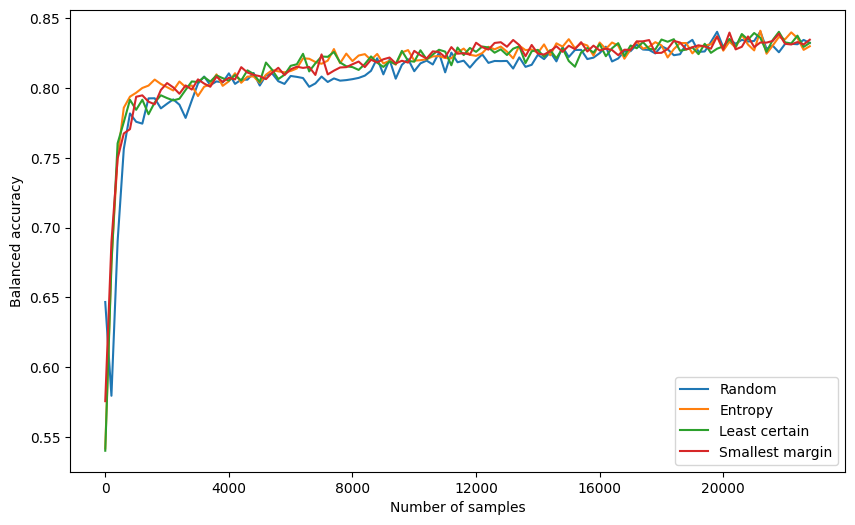 0.85
0.80
0.75
0.70
0.65
0.60
0.55
Balanced accuracy
0
4000
8000
12000
16000
20000
Number of samples
Random
Entropy
Least certain
Smallest margin